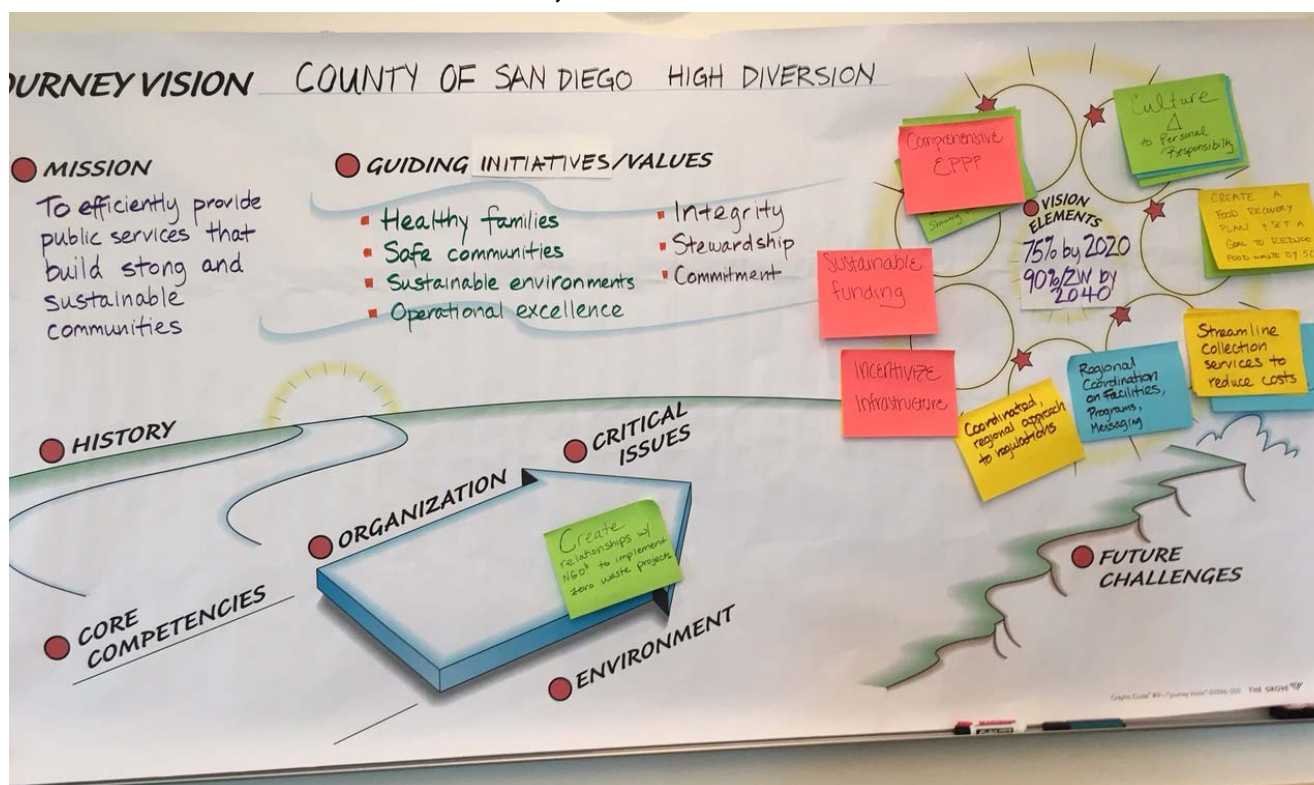 OURNEY VISION COUNTY OF SAN DIEGO HIGH DIVERSION
MISSION
To efficiently provide
public services that
build stong and
sustainable
communities
GUIDING INITIATIVES/VALUES
Healthy families
Safe communities
Sustainable environments
Operational excellence
Integrity
Stewardship
Commitment
Comprehensive
EPPP
Culture
Δ
to Personal
Responsibility
VISION
ELEMENTS
75% by 2020
90%/ZW by
2040
CREATE A
FOOD RECOVERY
PLAN & SET A
GOAL TO REDUCE
FOOD WASTE BY 50
Sustainable
funding
Incentivize
Infrastructure
Coordinated,
regional approach
to regulations
Regional
Coordination
on Facilities,
Programs,
Messaging
Streamline
collection
services to
reduce costs
HISTORY
ORGANIZATION
CRITICAL
ISSUES
Create
relationships w/
NGOs to implement
zero waste projects
CORE
COMPETENCIES
ENVIRONMENT
FUTURE
CHALLENGES
THE GROVE